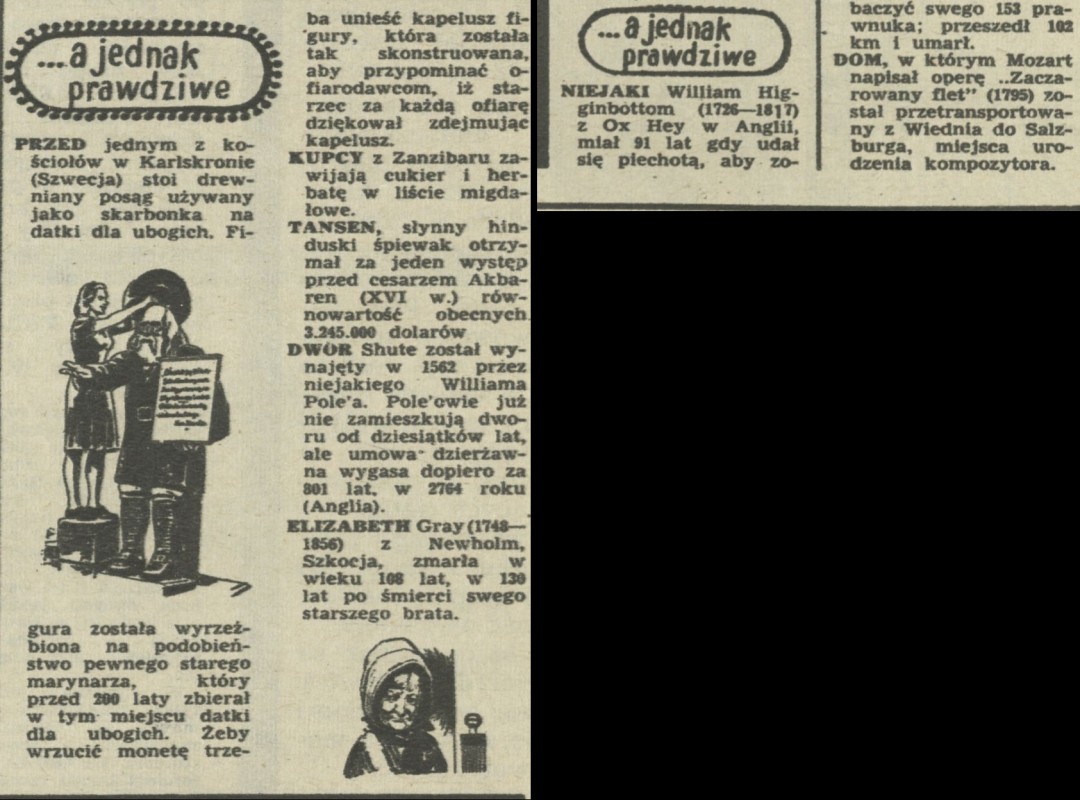 ...a jednak
prawdziwe
PRZED jednym z ko-
ściołów w Karlskronie
(Szwecja) stoi drew-
niany posąg używany
jako skarbonka na
datki dla ubogich. Fi-
gura została wyrzeź-
biona na podobień-
stwo pewnego starego
marynarza, który
przed 200 laty zbierał
w tym miejscu datki
dla ubogich. Żeby
wrzucić monetę trze-
ba unieść kapelusz fi-
gury, która została
tak skonstruowana,
aby przypominać o-
fiarodawcom, iż sta-
rzec za każdą ofiarę
dziękował zdejmując
kapelusz.
KUPCY z Zanzibaru za-
wijają cukier i her-
batę w liście migda-
łowe.
TANSEN, słynny hin-
duski śpiewak otrzy-
mał za jeden występ
przed cesarzem Akba-
ren (XVI w.) rów-
nowartość obecnych
3.245.000 dolarów
DWÓR Shute został wy-
najęty w 1562 przez
niejakiego Williama
Pole'a. Pole'owie już
nie zamieszkują dwo-
ru od dziesiątków lat,
ale umowa dzierżaw-
na wygasa dopiero za
801 lat, w 2764 roku
(Anglia).
ELIZABETH Gray (1748—
1856) z Newholm,
Szkocja, zmarła w
wieku 108 lat, w 130
lat po śmierci swego
starszego brata.
...a jednak
prawdziwe
NIEJAKI William Hig-
ginbottom (1726—1817)
z Ox Hey w Anglii,
miał 91 lat gdy udał
się piechotą, aby zo-
baczyć swego 153 pra-
wnuka; przeszedł 102
km i umarł.
DOM, w którym Mozart
napisał operę „Zacza-
rowany flet" (1795) zo-
stał przetransportowa-
ny z Wiednia do Salz-
burga, miejsca uro-
dzenia kompozytora.